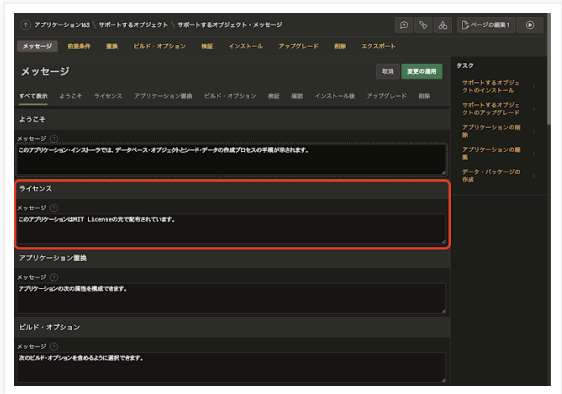 アプリケーション163 \ サポートするオブジェクト \ サポートするオブジェクト・メッセージ
ページの編集1
メッセージ 前提条件 置換 ビルド・オプション 検証 インストール アップグレード 削除 エクスポート
メッセージ
取消 変更の適用
すべて表示 ようこそ ライセンス アプリケーション置換 ビルド・オプション 検証 確認 インストール後 アップグレード 削除
ようこそ
メッセージ
このアプリケーション・インストーラでは、データベース・オブジェクトとシード・データの作成プロセスの手順が示されます。
ライセンス
メッセージ
このアプリケーションはMIT Licenseの元で配布されています。
アプリケーション置換
メッセージ
アプリケーションの次の属性を構成できます。
ビルド・オプション
メッセージ
次のビルド・オプションを含めるように選択できます。
タスク
サポートするオブジェ
クトのインストール
サポートするオブジェ
クトのアップグレード
アプリケーションの削
除
アプリケーションの編
集
データ・パッケージの
作成